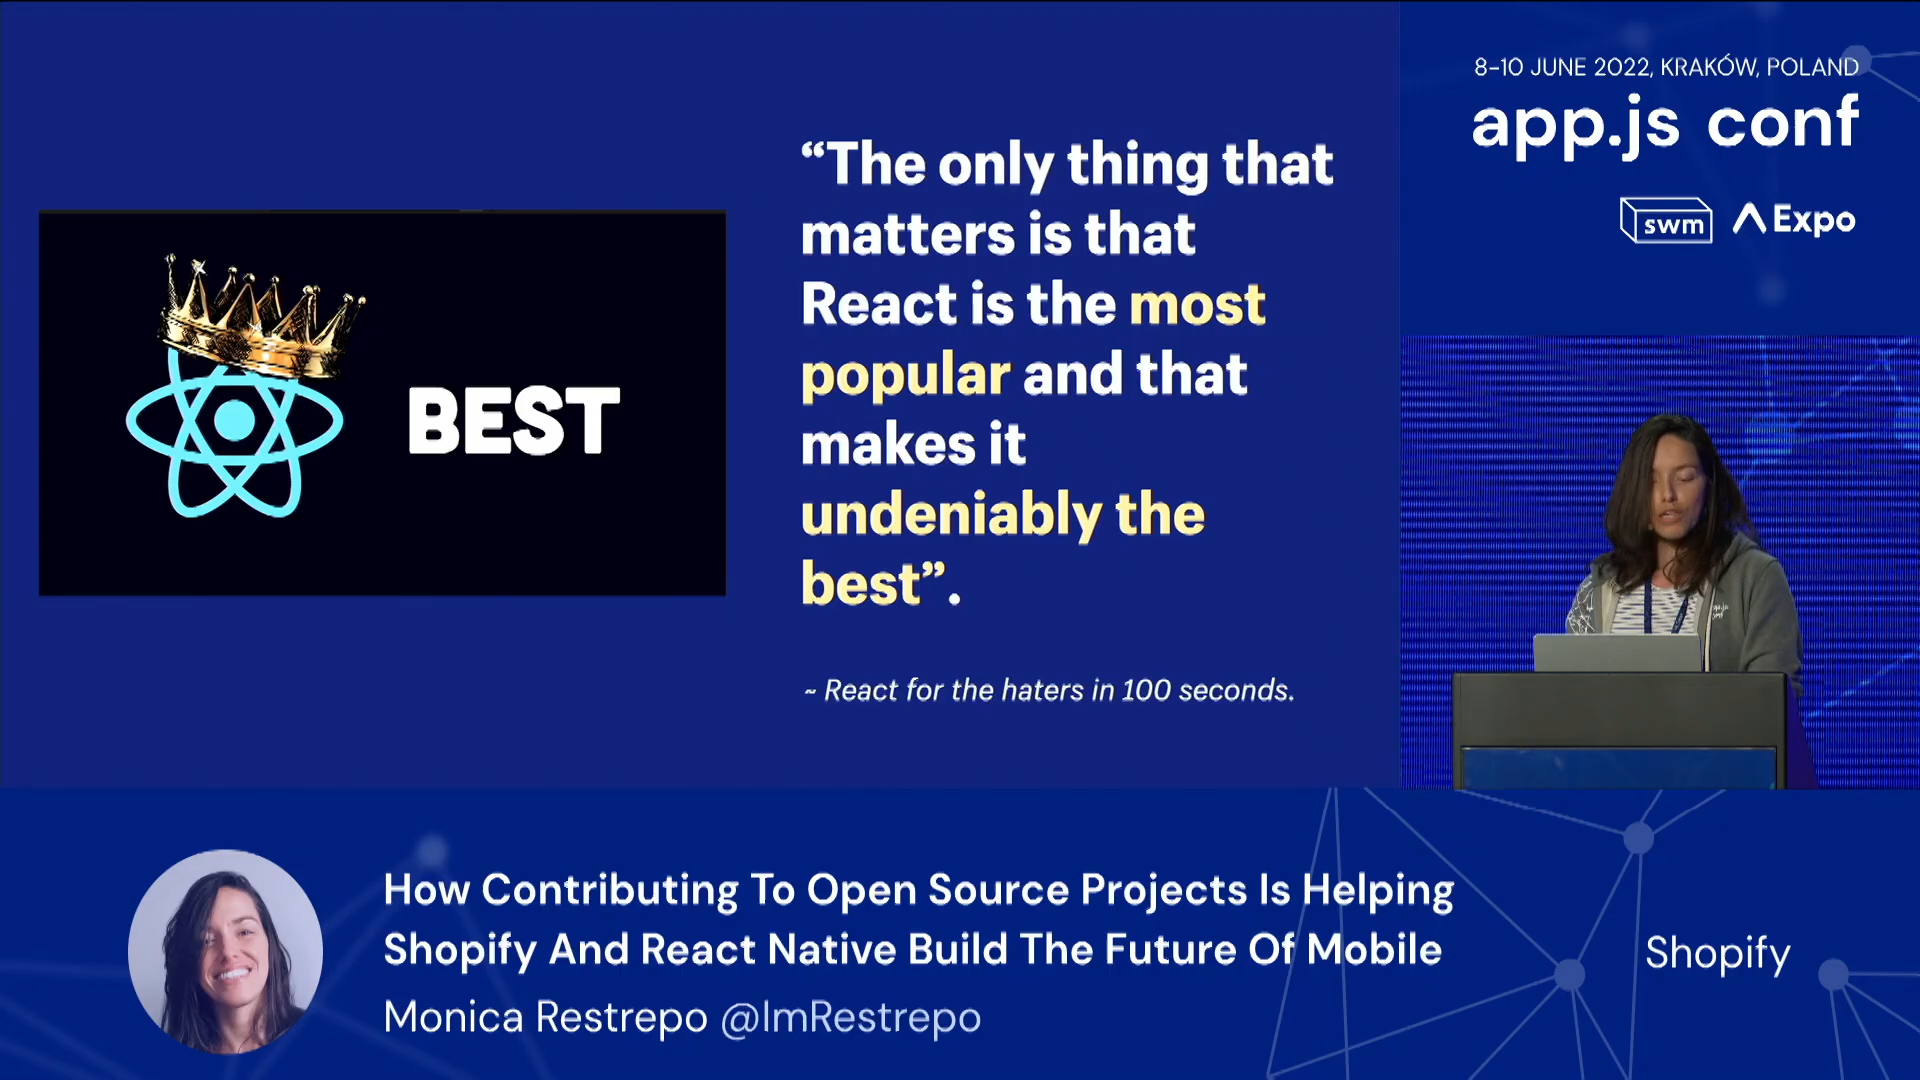 BEST
“The only thing that
matters is that
React is the most
popular and that
makes it
undeniably the
best”.
~ React for the haters in 100 seconds.
8-10 JUNE 2022, KRAKÓW, POLAND
app.js conf
swm Expo
How Contributing To Open Source Projects Is Helping
Shopify And React Native Build The Future Of Mobile
Monica Restrepo @ImRestrepo
Shopify